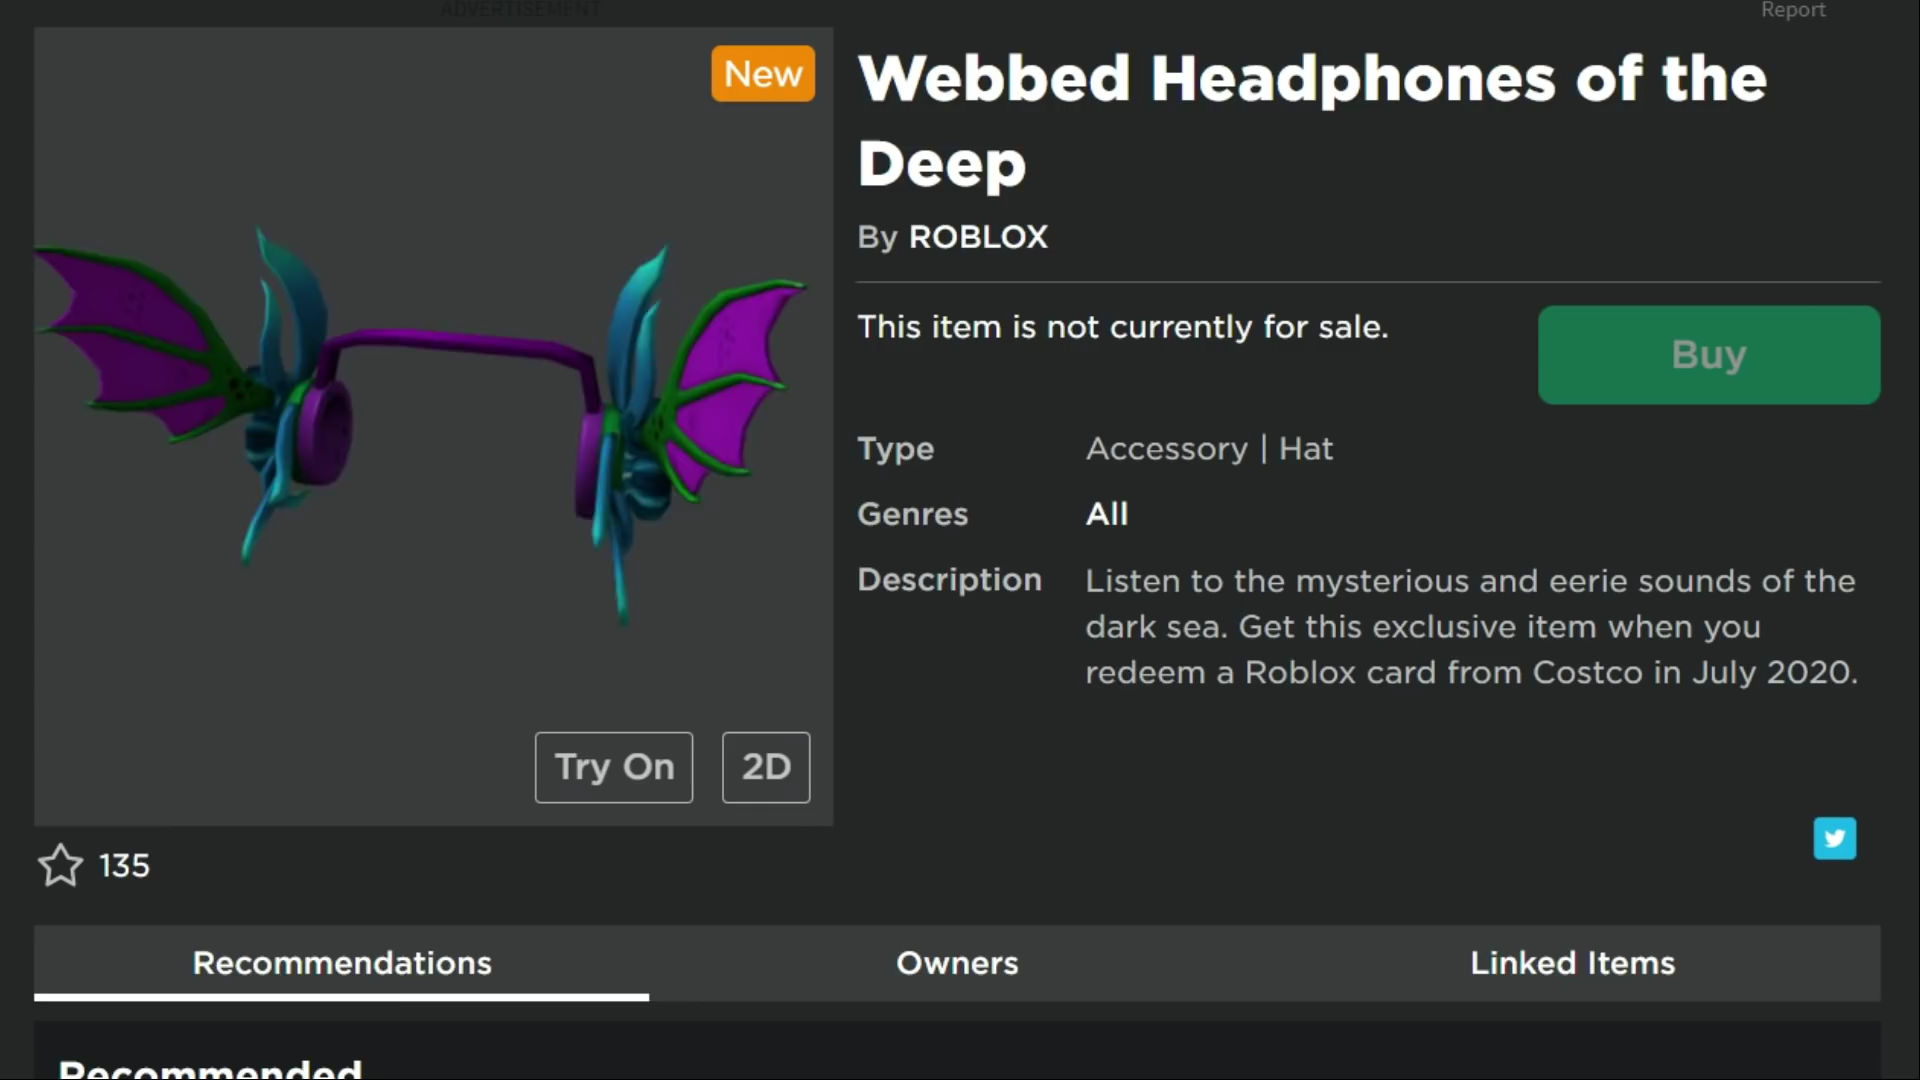 ADVERTISEMENT
Report
New
Webbed Headphones of the
Deep
By ROBLOX
This item is not currently for sale.
Buy
Type Accessory | Hat
Genres All
Description Listen to the mysterious and eerie sounds of the
dark sea. Get this exclusive item when you
redeem a Roblox card from Costco in July 2020.
Try On 2D
135
Recommendations Owners Linked Items
Recommended